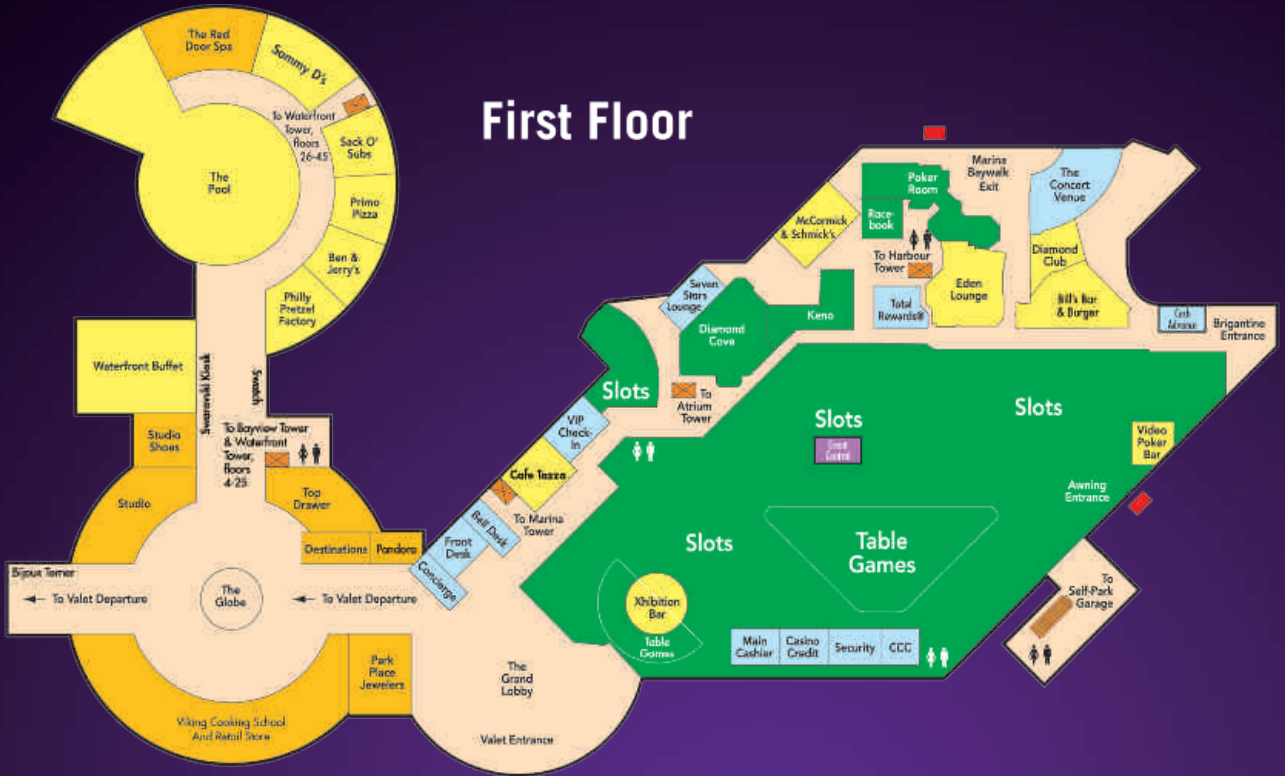 First Floor
The Red
Door Spa
Sammy D's
To Waterfront
Tower,
floors
26-45
Sack O'
Subs
The
Pool
Primo
Pizza
Ben &
Jerry's
Philly
Pretzel
Factory
Waterfront Buffet
Swarovski Kiosk
Swatch
Studio
Shoes
To Bayview Tower
& Waterfront
Tower,
floors
4-25
Studio
Top
Drawer
Destinations
Pandora
Bijoux Terner
To Valet Departure
The
Globe
To Valet Departure
Park
Place
Jewelers
Viking Cooking School
And Retail Store
The
Grand
Lobby
Valet Entrance
Concierge
Front
Desk
Bell Desk
To Marina
Tower
Cafe Tazza
VIP
Check-
In
Slots
To
Atrium
Tower
Seven
Stars
Lounge
Diamond
Cove
Keno
McCormick
& Schmick's
Poker
Room
Race-
book
To Harbour
Tower
Total
Rewards®
Eden
Lounge
Marina
Baywalk
Exit
The
Concert
Venue
Diamond
Club
Bill's Bar
& Burger
Cash
Advance
Brigantine
Entrance
Slots
Slots
Event
Central
Video
Poker
Bar
Awning
Entrance
Slots
Table
Games
Xhibition
Bar
Table
Games
Main
Cashier
Casino
Credit
Security
CCC
To
Self-Park
Garage